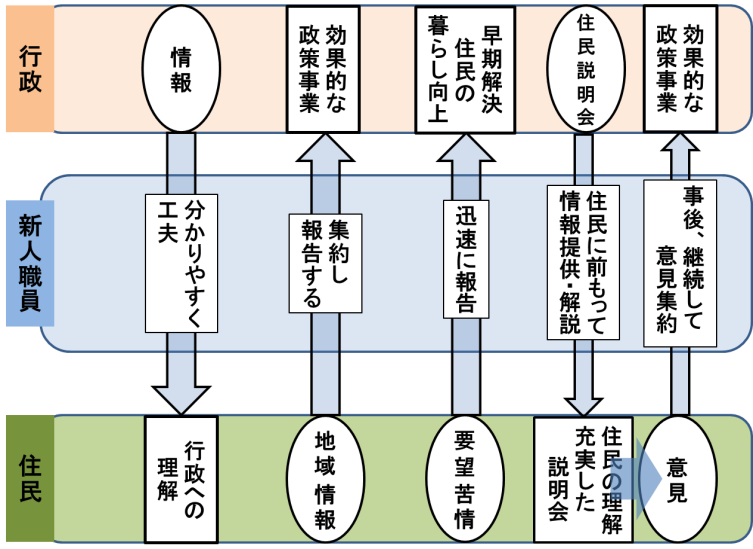 行政
情報
効果的な
政策事業
早期解決
住民の
暮らし向上
住民説明会
効果的な
政策事業
新人職員
分かりやすく
工夫
集約し
報告する
迅速に報告
住民に前もって
情報提供・解説
事後、継続して
意見集約
住民
行政への
理解
地域情報
要望苦情
住民の理解
充実した
説明会
意見